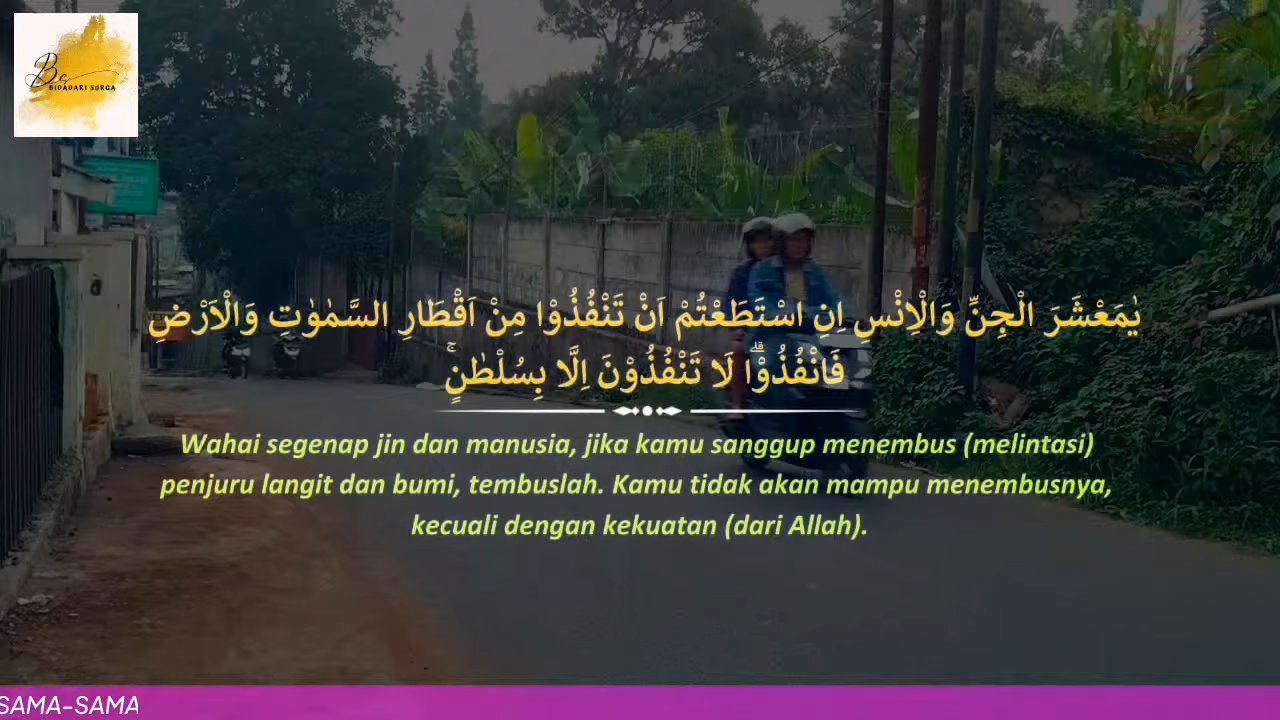 Bs
BIDADARI SURGA
يٰمَعْشَرَ الْجِنِّ وَالْاِنْسِ اِنِ اسْتَطَعْتُمْ اَنْ تَنْفُذُوْا مِنْ اَقْطَارِ السَّمٰوٰتِ وَالْاَرْضِ
فَانْفُذُوْاۗ لَا تَنْفُذُوْنَ اِلَّا بِسُلْطٰنٍۚ
Wahai segenap jin dan manusia, jika kamu sanggup menembus (melintasi)
penjuru langit dan bumi, tembuslah. Kamu tidak akan mampu menembusnya,
kecuali dengan kekuatan (dari Allah).
SAMA-SAMA